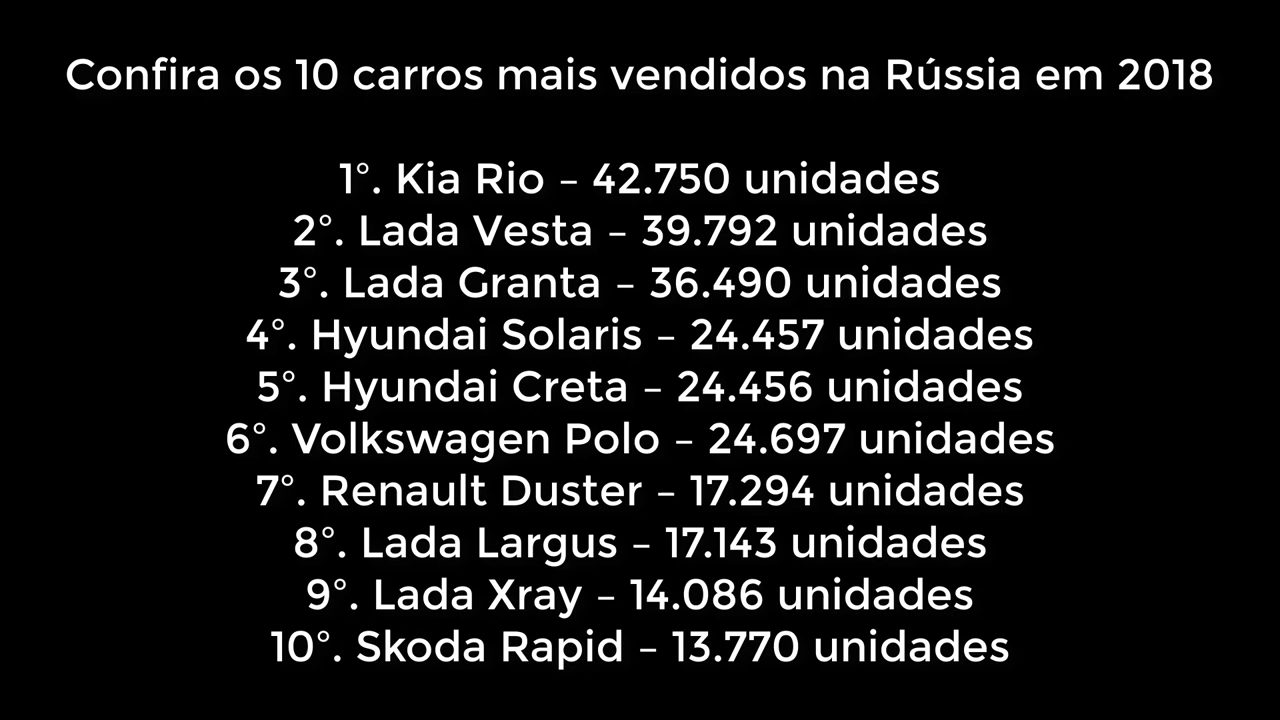 Confira os 10 carros mais vendidos na Rússia em 2018
1°. Kia Rio – 42.750 unidades
2°. Lada Vesta – 39.792 unidades
3°. Lada Granta – 36.490 unidades
4°. Hyundai Solaris – 24.457 unidades
5°. Hyundai Creta – 24.456 unidades
6°. Volkswagen Polo – 24.697 unidades
7°. Renault Duster – 17.294 unidades
8°. Lada Largus – 17.143 unidades
9°. Lada Xray – 14.086 unidades
10°. Skoda Rapid – 13.770 unidades